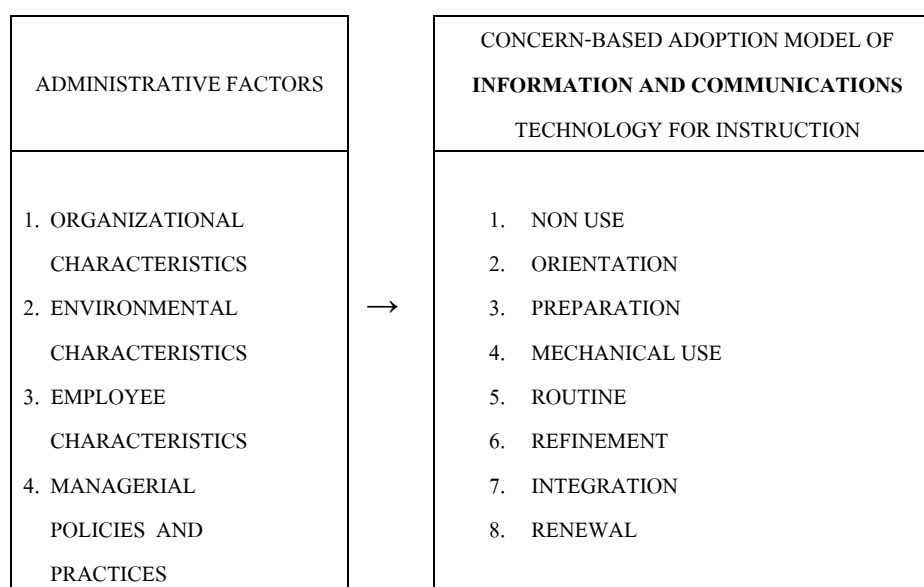 ADMINISTRATIVE FACTORS
1. ORGANIZATIONAL
CHARACTERISTICS
2. ENVIRONMENTAL
CHARACTERISTICS
3. EMPLOYEE
CHARACTERISTICS
4. MANAGERIAL
POLICIES AND
PRACTICES
→
CONCERN-BASED ADOPTION MODEL OF
INFORMATION AND COMMUNICATIONS
TECHNOLOGY FOR INSTRUCTION
1. NON USE
2. ORIENTATION
3. PREPARATION
4. MECHANICAL USE
5. ROUTINE
6. REFINEMENT
7. INTEGRATION
8. RENEWAL